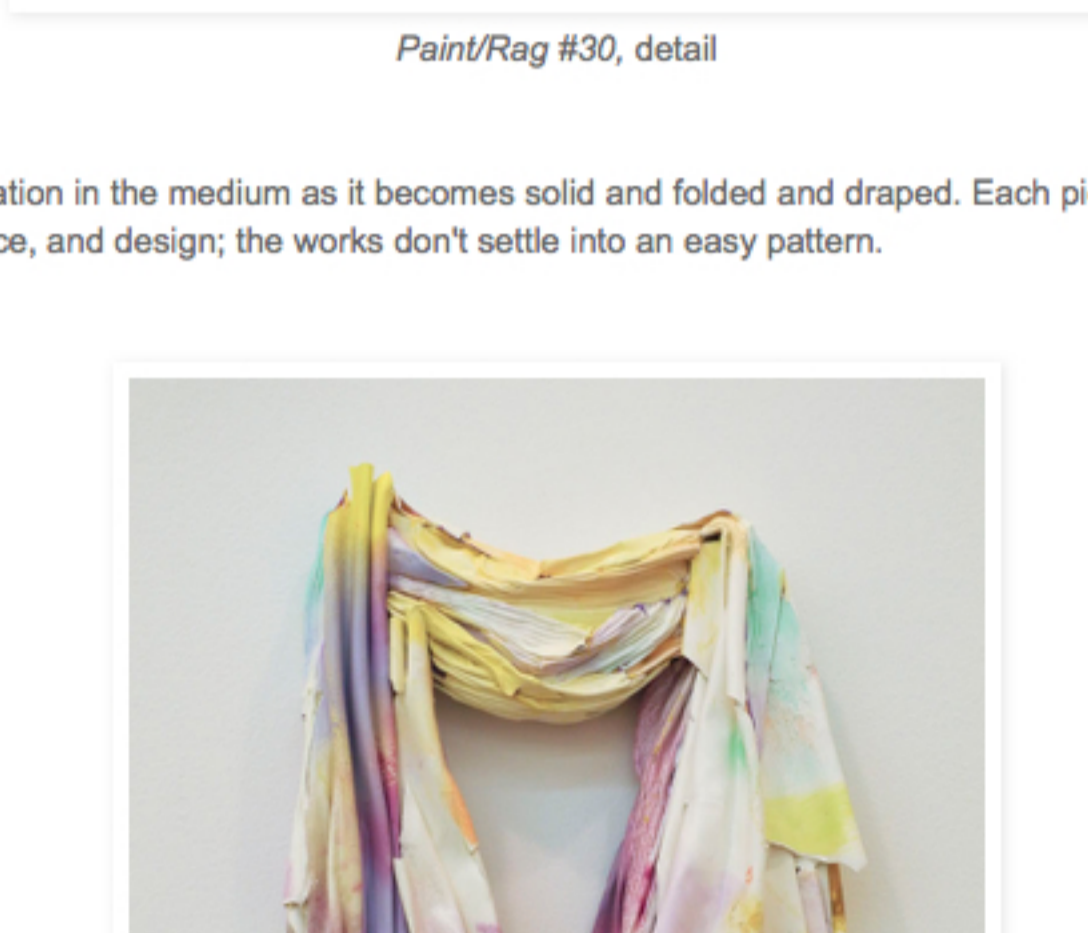 Paint/Rag #30, detail
ation in the medium as it becomes solid and folded and draped. Each pi
ce, and design; the works don't settle into an easy pattern.